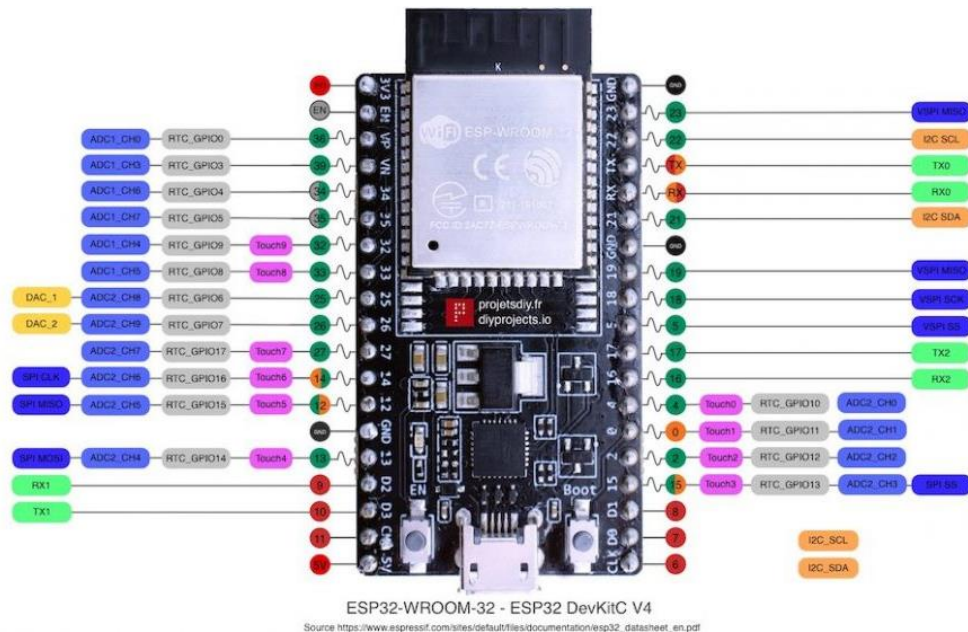 K
3V3
EN
VP
VN
34
35
32
33
25
26
27
14
12
GND
13
D2
D3
CMD
5V
GND
23
22
TX
RX
21
GND
19
18
5
17
16
4
0
2
15
D1
D0
CLK
WiFi ESP-WROOM-32
CE
projetsdiy.fr
diyprojects.io
EN
Boot
EN
ADC1_CH0 RTC_GPIO0 36
ADC1_CH3 RTC_GPIO3 39
ADC1_CH6 RTC_GPIO4 34
ADC1_CH7 RTC_GPIO5 35
ADC1_CH4 RTC_GPIO9 Touch9 32
ADC1_CH5 RTC_GPIO8 Touch8 33
DAC_1 ADC2_CH8 RTC_GPIO6 25
DAC_2 ADC2_CH9 RTC_GPIO7 26
ADC2_CH7 RTC_GPIO17 Touch7 27
SPI CLK ADC2_CH6 RTC_GPIO16 Touch6 14
SPI MISO ADC2_CH5 RTC_GPIO15 Touch5 12
GND
SPI MOSI ADC2_CH4 RTC_GPIO14 Touch4 13
RX1 9
TX1 10
11
5V
GND
23 VSPI MISO
22 I2C SCL
TX TX0
RX RX0
21 I2C SDA
GND
19 VSPI MISO
18 VSPI SCK
5 VSPI SS
17 TX2
16 RX2
4 Touch0 RTC_GPIO10 ADC2_CH0
0 Touch1 RTC_GPIO11 ADC2_CH1
2 Touch2 RTC_GPIO12 ADC2_CH2
15 Touch3 RTC_GPIO13 ADC2_CH3 SPI SS
8
7
6
I2C_SCL
I2C_SDA
ESP32-WROOM-32 - ESP32 DevKitC V4
Source https://www.espressif.com/sites/default/files/documentation/esp32_datasheet_en.pdf